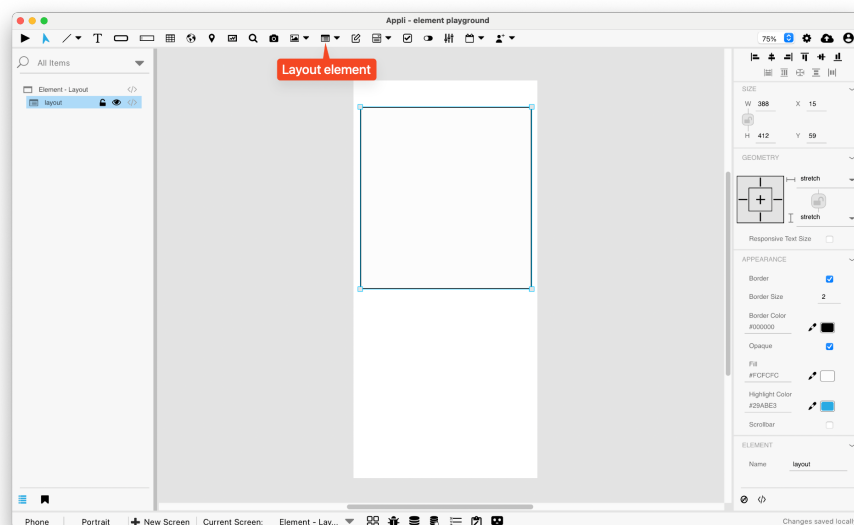 Appli - element playground
T
75%
Layout element
All Items
Element - Layout
layout
SIZE
W 388 X 15
H 412 Y 59
GEOMETRY
stretch
stretch
Responsive Text Size
APPEARANCE
Border
Border Size 2
Border Color
#000000
Opaque
Fill
#FCFCFC
Highlight Color
#29ABE3
Scrollbar
ELEMENT
Name layout
Phone Portrait New Screen Current Screen: Element - Lay... Changes saved locall